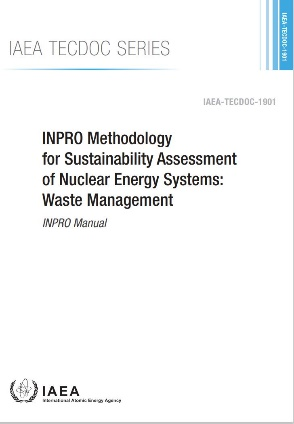 IAEA TECDOC SERIES
IAEA-TECDOC-1901
IAEA-TECDOC-1901
INPRO Methodology
for Sustainability Assessment
of Nuclear Energy Systems:
Waste Management
INPRO Manual
IAEA
International Atomic Energy Agency